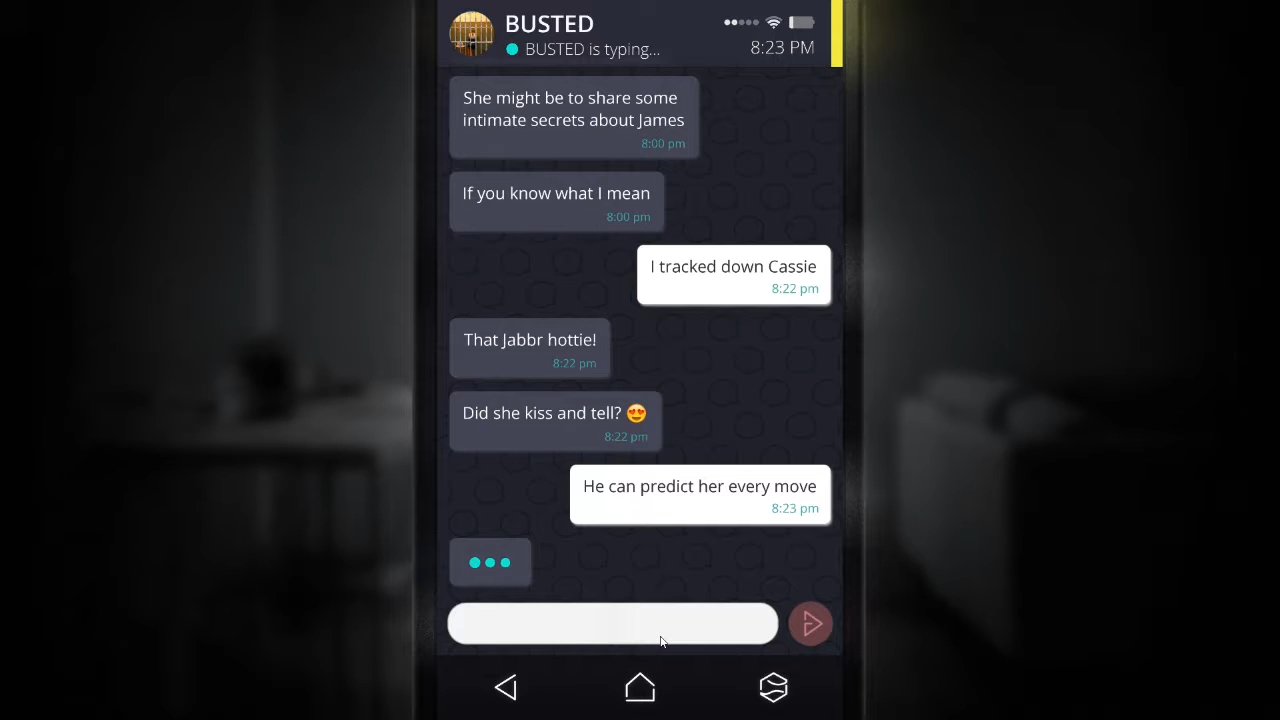 BUSTED
BUSTED is typing...
8:23 PM
She might be to share some
intimate secrets about James
8:00 pm
If you know what I mean
8:00 pm
I tracked down Cassie
8:22 pm
That Jabbr hottie!
8:22 pm
Did she kiss and tell? 😍
8:22 pm
He can predict her every move
8:23 pm